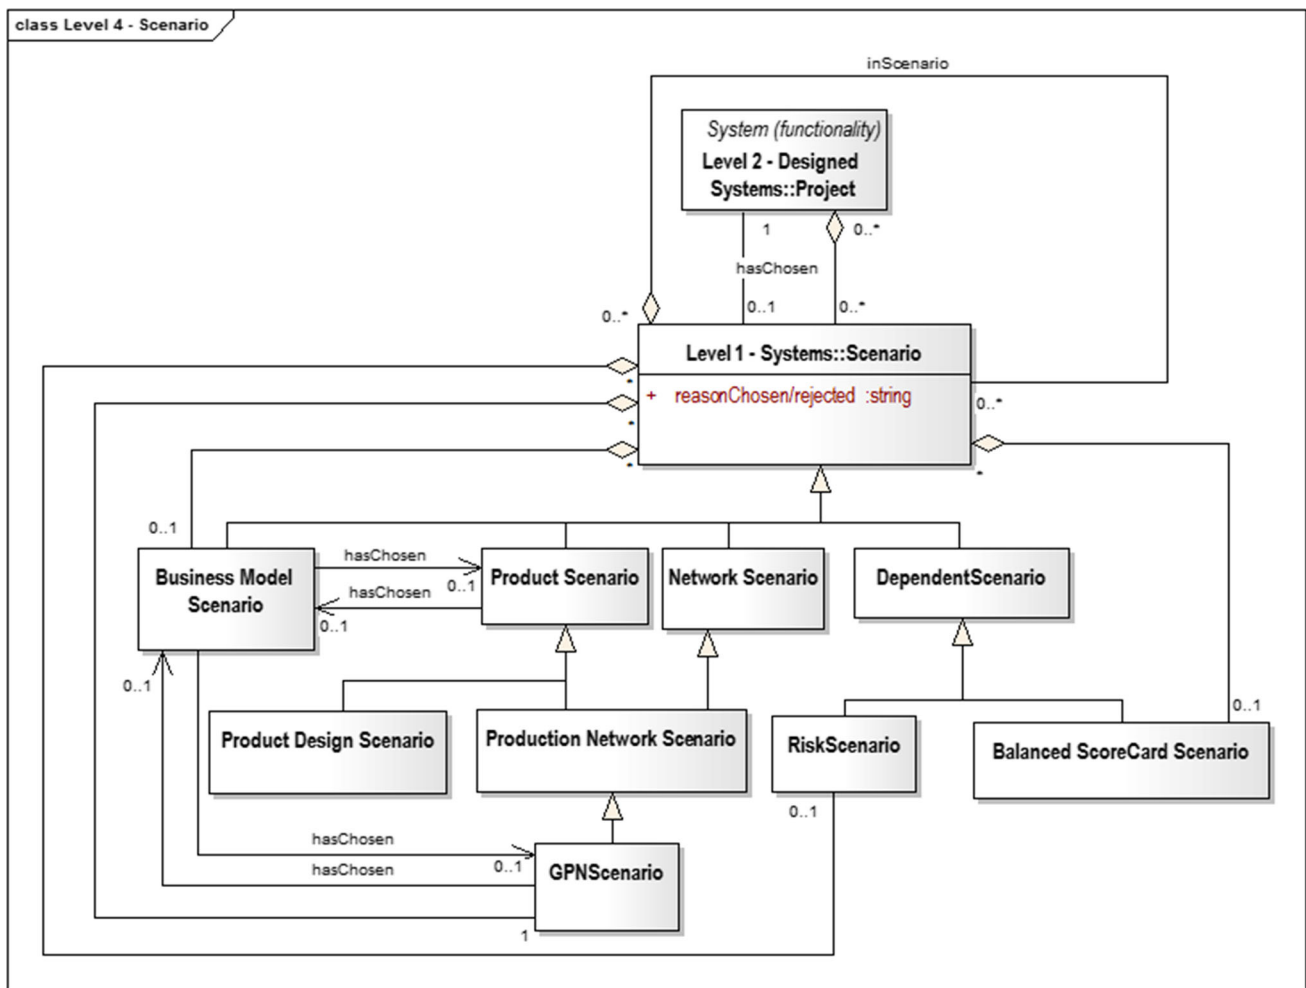 class Level 4 - Scenario
inScenario
System (functionality)
Level 2 - Designed
Systems::Project
1
0..*
hasChosen
0..*
0..1
0..*
Level 1 - Systems::Scenario
*
+ reasonChosen/rejected :string
0..*
*
*
*
0..1
hasChosen
Business Model
Scenario
Product Scenario
Network Scenario
DependentScenario
0..1
hasChosen
0..1
0..1
0..1
Product Design Scenario
Production Network Scenario
RiskScenario
Balanced ScoreCard Scenario
0..1
hasChosen
0..1
hasChosen
GPNScenario
1